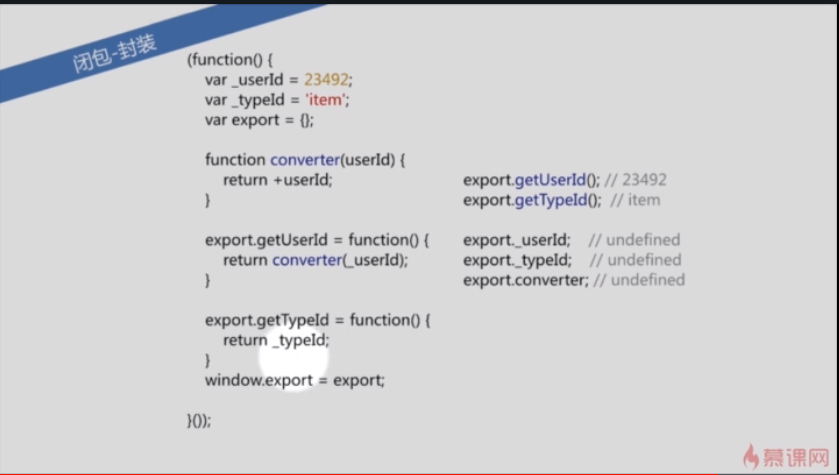 闭包-封装
(function() {
var _userId = 23492;
var _typeId = 'item';
var export = {};
function converter(userId) {
return +userId;
}
export.getUserId = function() {
return converter(_userId);
}
export.getTypeId = function() {
return _typeId;
}
window.export = export;
}());
export.getUserId(); // 23492
export.getTypeId(); // item
export._userId; // undefined
export._typeId; // undefined
export.converter; // undefined
慕课网